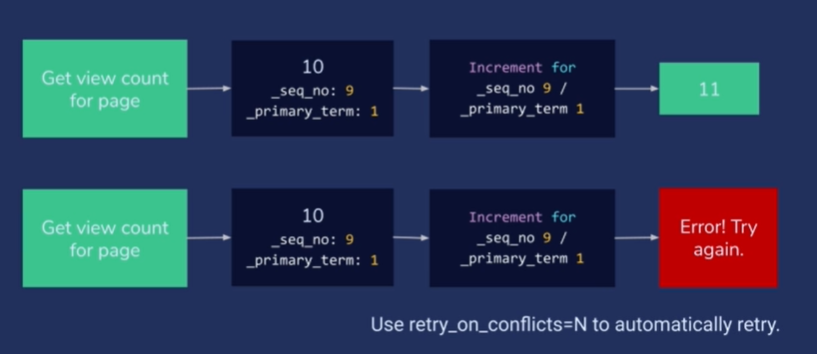 Get view count
for page
10
_seq_no: 9
_primary_term: 1
Increment for
_seq_no 9 /
_primary_term 1
11
Get view count
for page
10
_seq_no: 9
_primary_term: 1
Increment for
_seq_no 9 /
_primary_term 1
Error! Try
again.
Use retry_on_conflicts=N to automatically retry.